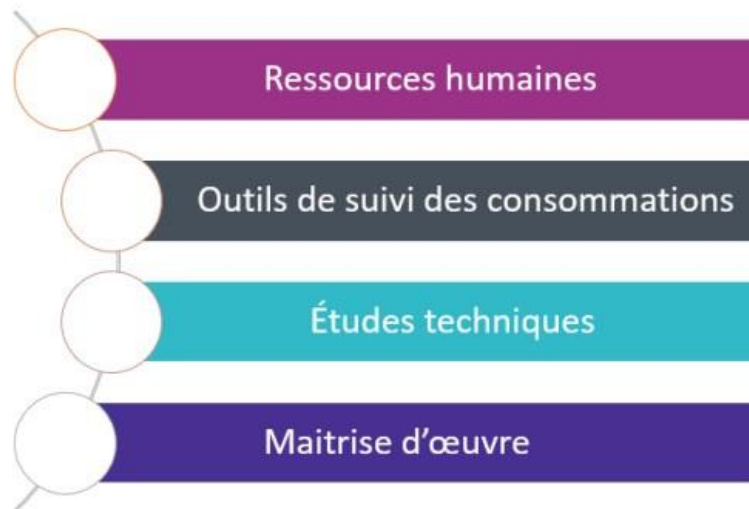 Ressources humaines
Outils de suivi des consommations
Études techniques
Maitrise d’œuvre